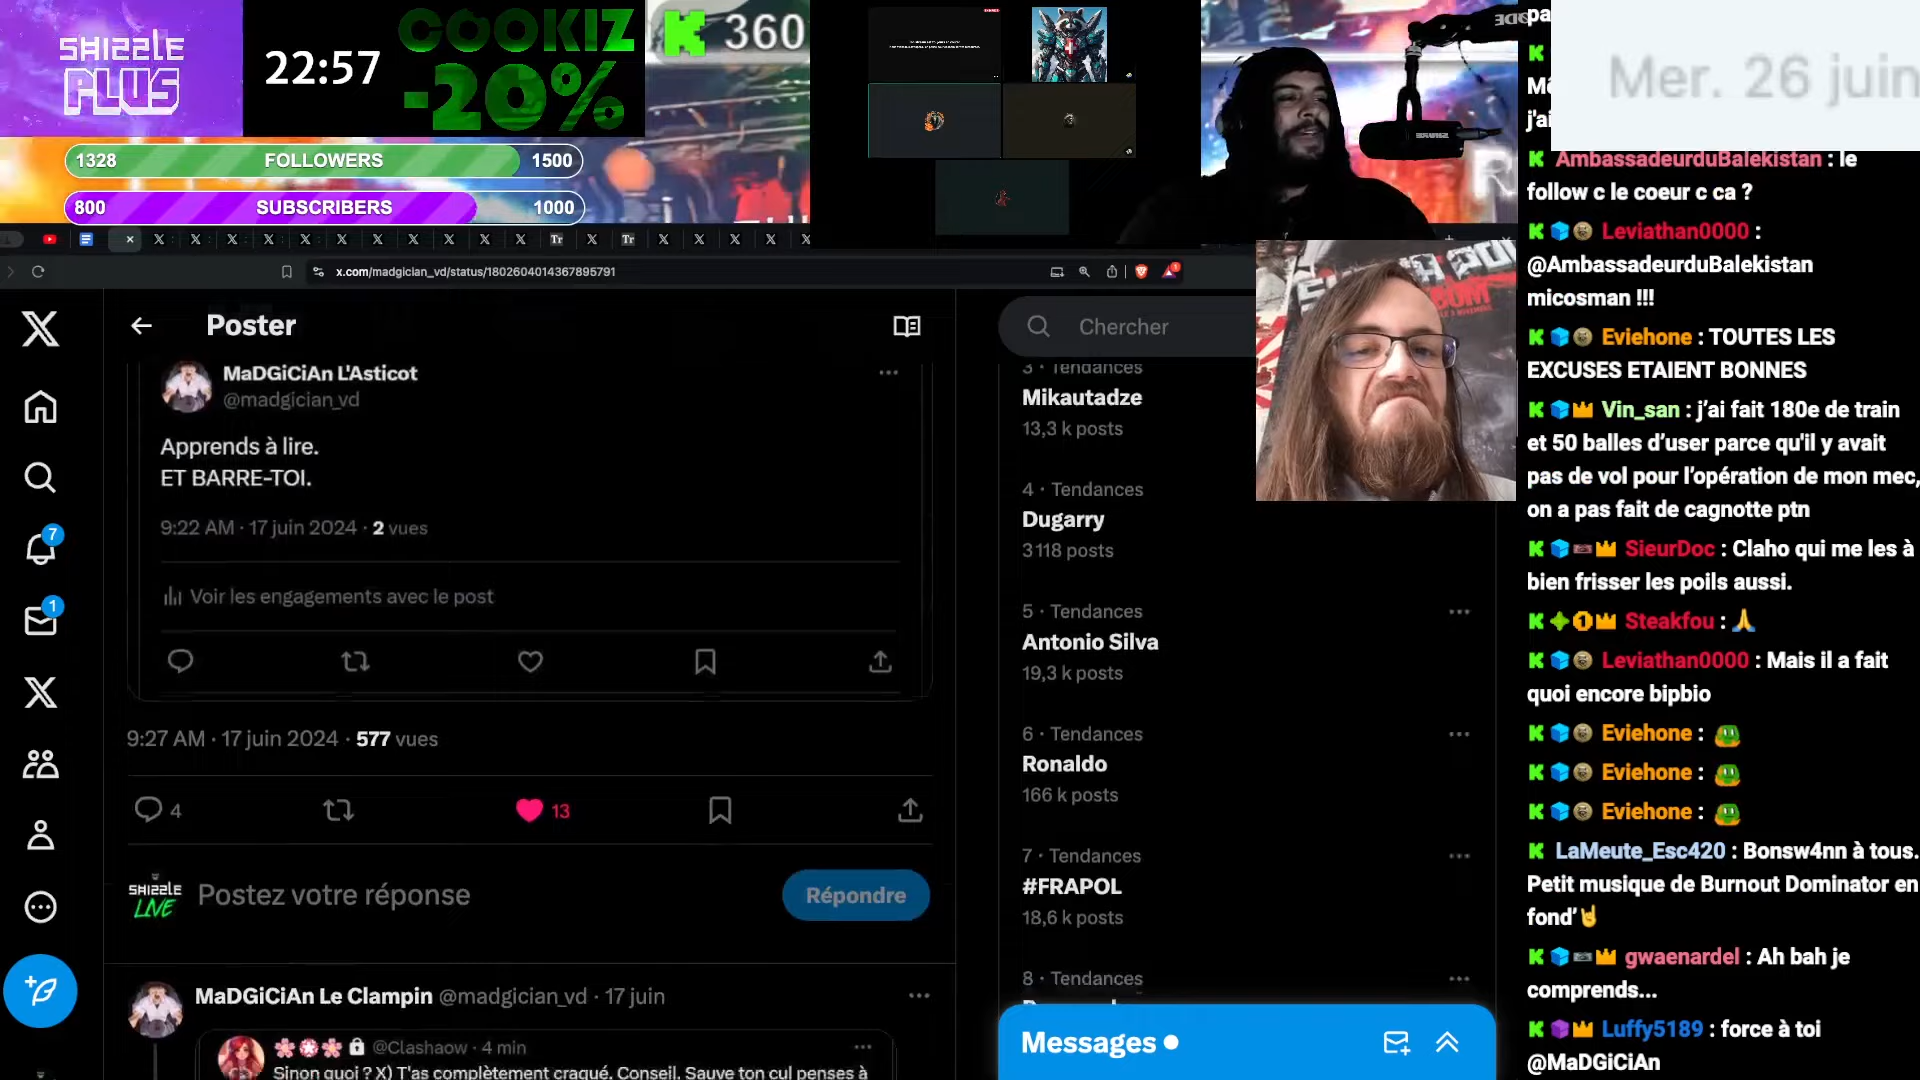 SHIZZLE
PLUS
22:57
COOKIZ
-20%
360
1328 FOLLOWERS 1500
800 SUBSCRIBERS 1000
x.com/madgician_vd/status/1802604014367895791
Poster
MaDGiCiAn L'Asticot
@madgician_vd
Apprends à lire.
ET BARRE-TOI.
9:22 AM · 17 juin 2024 · 2 vues
Voir les engagements avec le post
9:27 AM · 17 juin 2024 · 577 vues
4
13
SHIZZLE
LIVE
Postez votre réponse
Répondre
MaDGiCiAn Le Clampin @madgician_vd · 17 juin
@Clashaow · 4 min
Sinon quoi ? X) T'as complètement craqué. Conseil. Sauve ton cul penses à
7
1
Chercher
3 · Tendances
Mikautadze
13,3 k posts
4 · Tendances
Dugarry
3 118 posts
5 · Tendances
Antonio Silva
19,3 k posts
6 · Tendances
Ronaldo
166 k posts
7 · Tendances
#FRAPOL
18,6 k posts
8 · Tendances
Messages
Mer. 26 juin
pa
Mê
j'ai
AmbassadeurduBalekistan : le
follow c le coeur c ca ?
Leviathan0000 :
@AmbassadeurduBalekistan
micosman !!!
Eviehone : TOUTES LES
EXCUSES ETAIENT BONNES
Vin_san : j'ai fait 180e de train
et 50 balles d'user parce qu'il y avait
pas de vol pour l'opération de mon mec,
on a pas fait de cagnotte ptn
SieurDoc : Claho qui me les à
bien frisser les poils aussi.
Steakfou : 🙏
Leviathan0000 : Mais il a fait
quoi encore bipbio
Eviehone :
Eviehone :
Eviehone :
LaMeute_Esc420 : Bonsw4nn à tous.
Petit musique de Burnout Dominator en
fond'🤘
gwaenardel : Ah bah je
comprends...
Luffy5189 : force à toi
@MaDGiCiAn